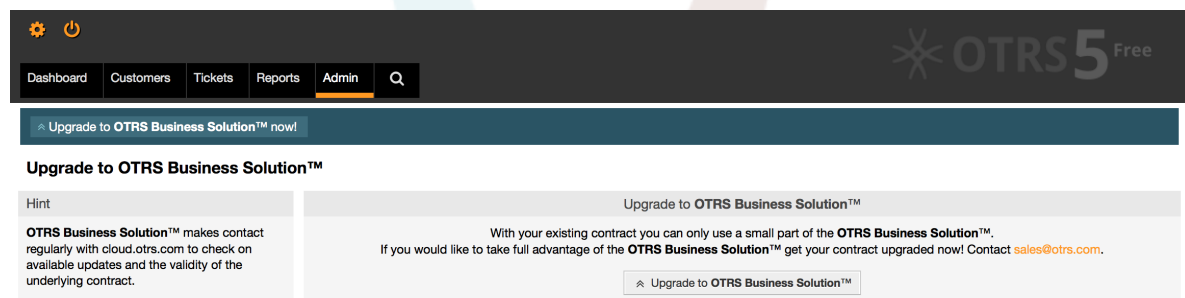 OTRS 5 Free
Dashboard Customers Tickets Reports Admin
Upgrade to OTRS Business Solution™ now!
Upgrade to OTRS Business Solution™
Hint
OTRS Business Solution™ makes contact
regularly with cloud.otrs.com to check on
available updates and the validity of the
underlying contract.
Upgrade to OTRS Business Solution™
With your existing contract you can only use a small part of the OTRS Business Solution™.
If you would like to take full advantage of the OTRS Business Solution™ get your contract upgraded now! Contact sales@otrs.com.
Upgrade to OTRS Business Solution™